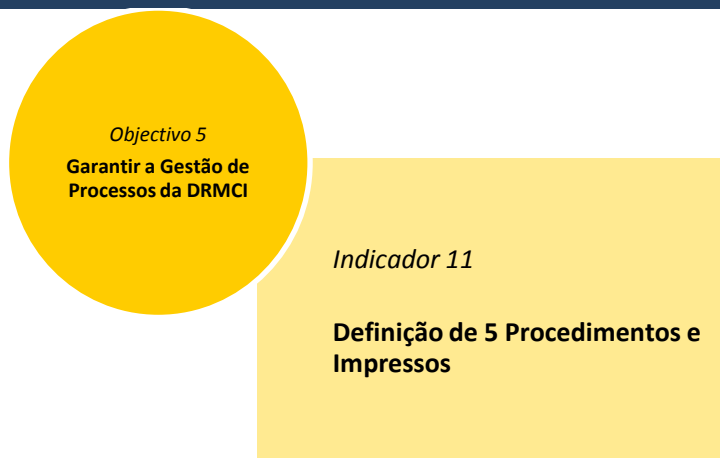 Objectivo 5
Garantir a Gestão de
Processos da DRMCI
Indicador 11
Definição de 5 Procedimentos e
Impressos